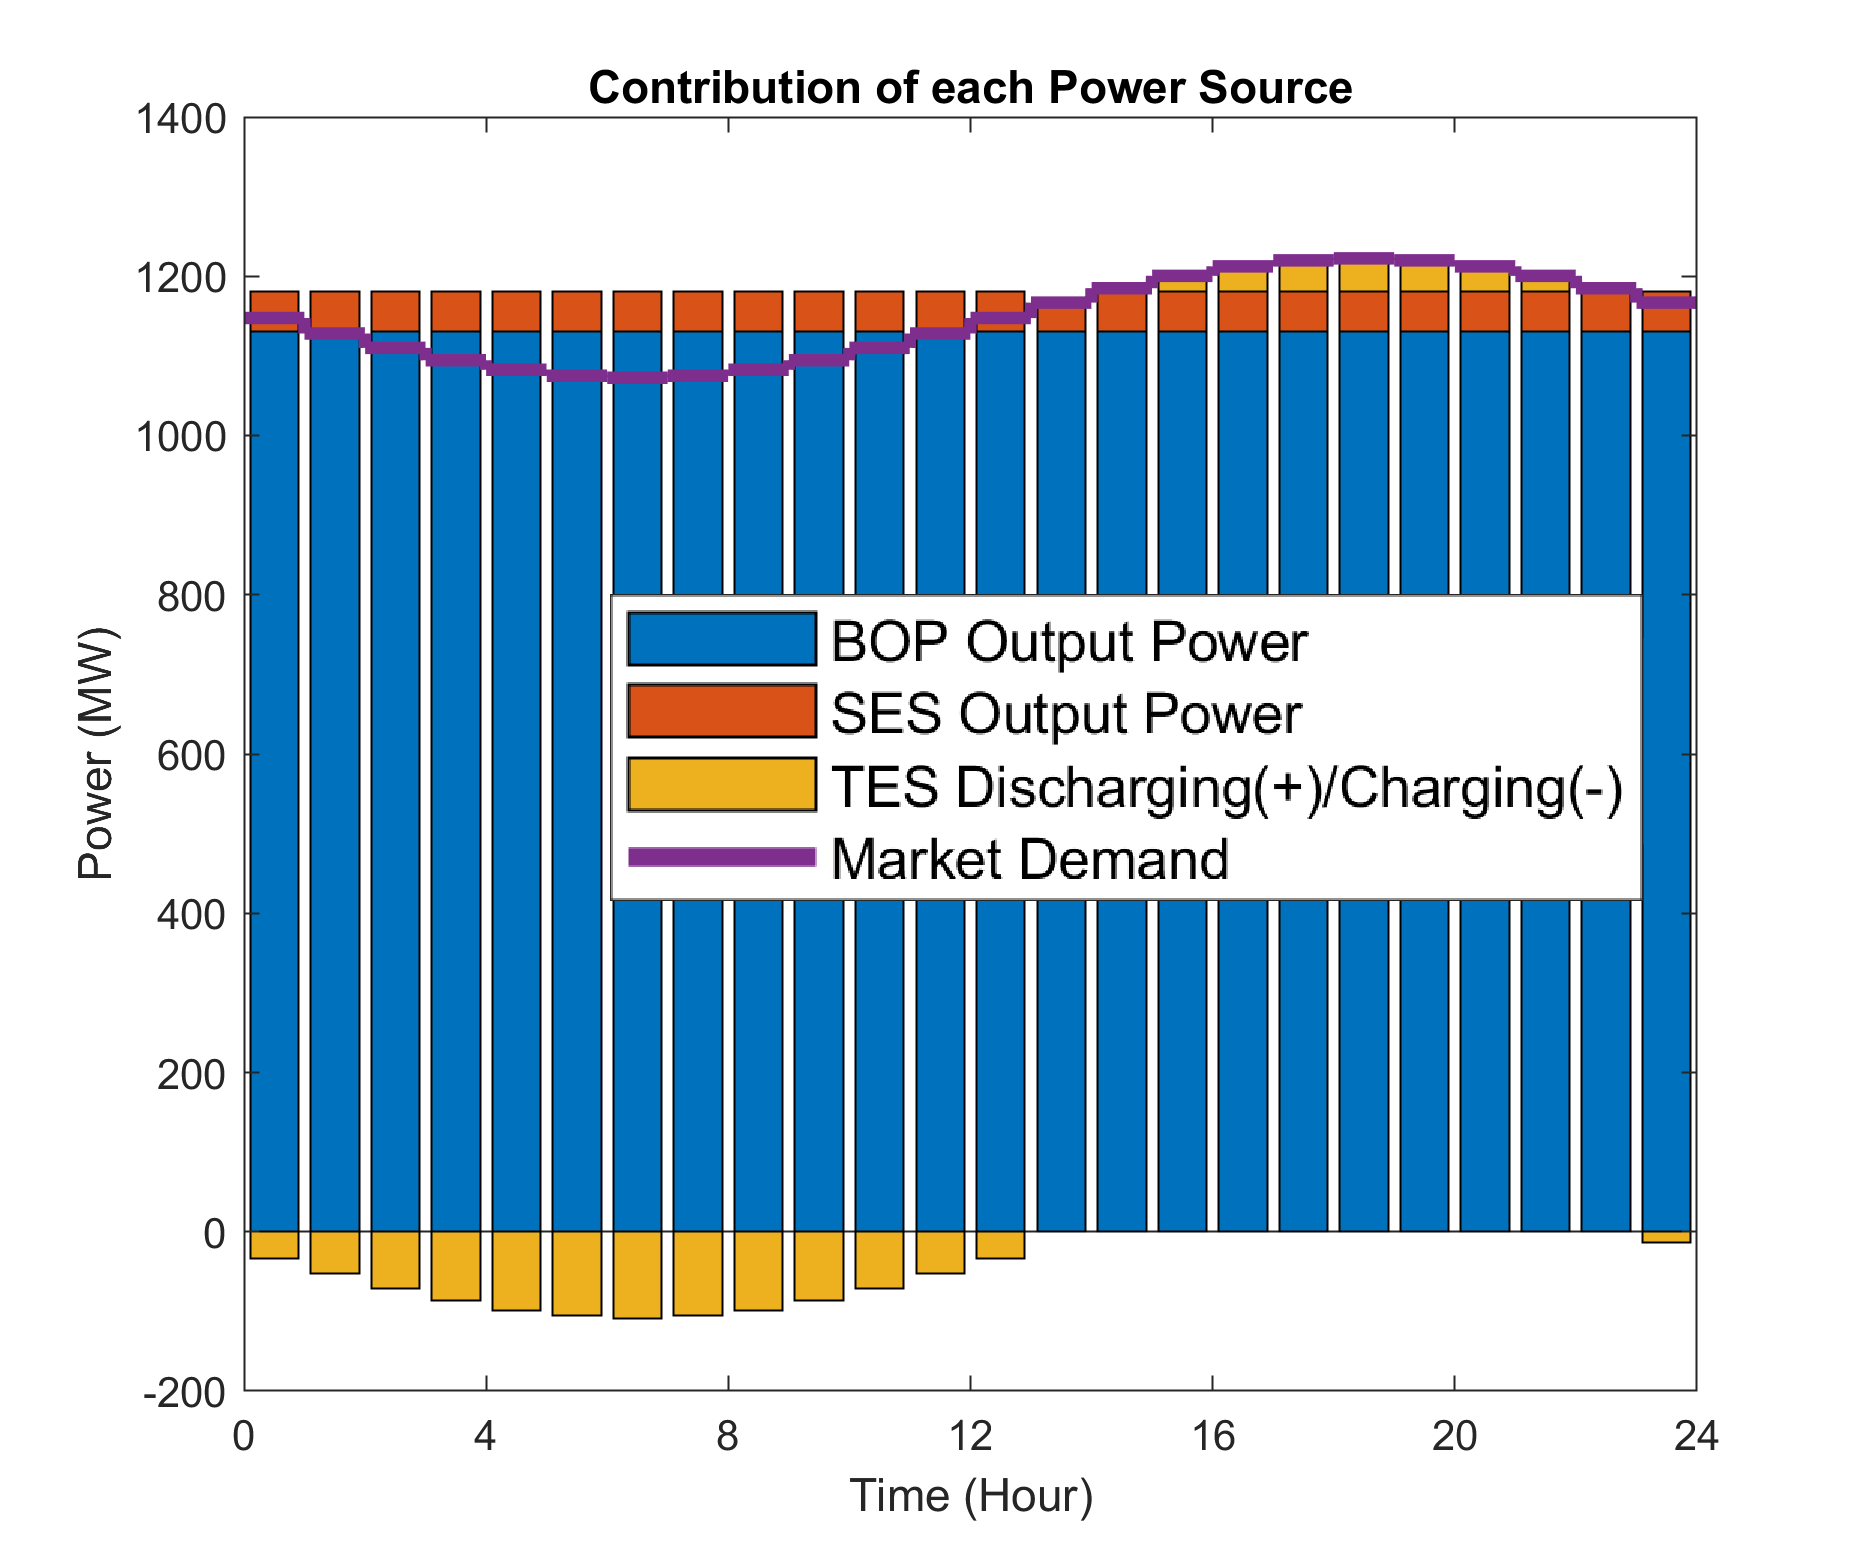 Contribution of each Power Source
1400
1200
1000
800
600
400
200
0
-200
Power (MW)
BOP Output Power
SES Output Power
TES Discharging(+)/Charging(-)
Market Demand
0 4 8 12 16 20 24
Time (Hour)